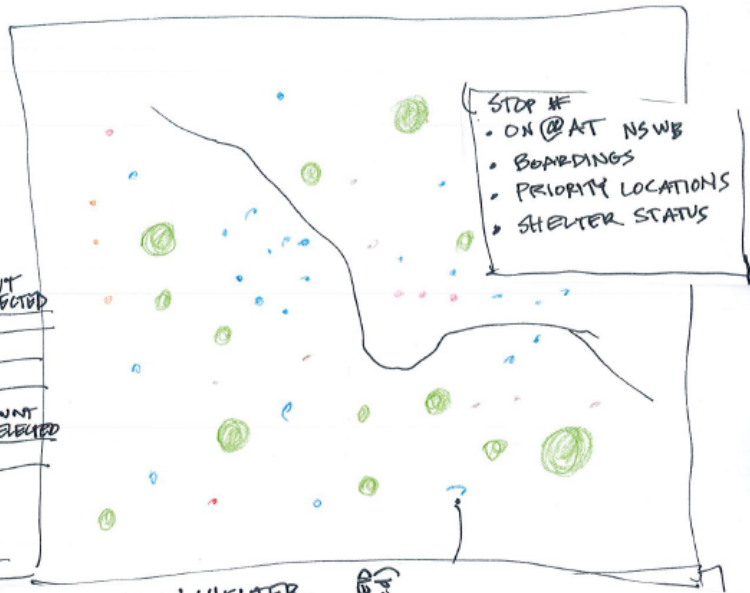 STOP #
• ON @ AT NSWB
• BOARDINGS
• PRIORITY LOCATIONS
• SHELTER STATUS